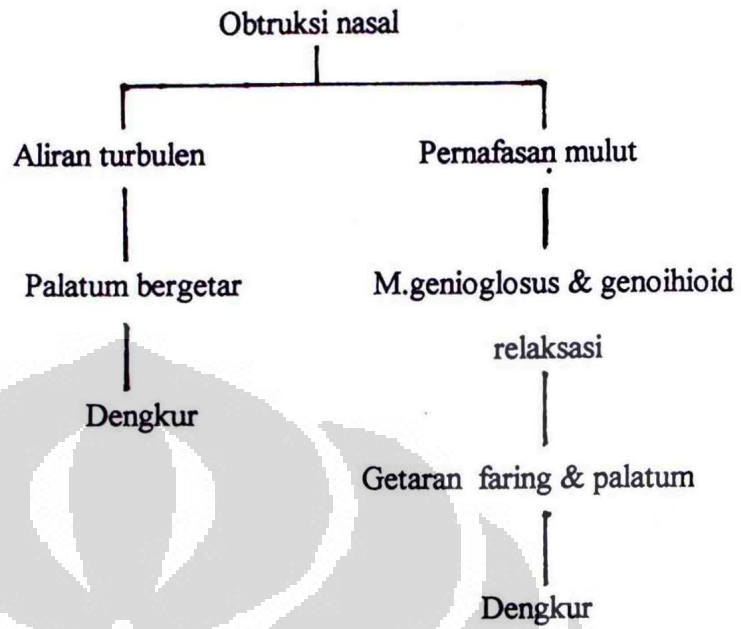 Obtruksi nasal
Aliran turbulen
Pernafasan mulut
Palatum bergetar
M.genioglosus & genoihioid
relaksasi
Dengkur
Getaran faring & palatum
Dengkur